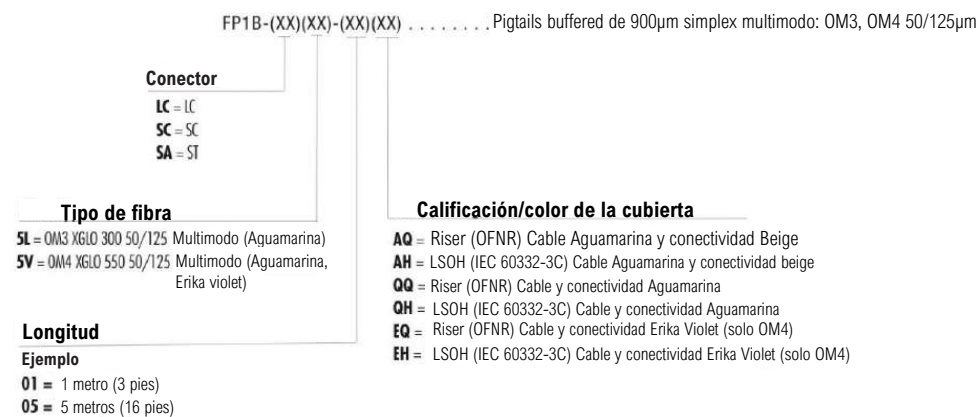 FP1B-(XX)(XX)-(XX)(XX) . . . . . . . . Pigtails buffered de 900µm simplex multimodo: OM3, OM4 50/125µm
Conector
LC = LC
SC = SC
SA = ST
Tipo de fibra
5L = OM3 XGLO 300 50/125 Multimodo (Aguamarina)
5V = OM4 XGLO 550 50/125 Multimodo (Aguamarina,
Erika violet)
Longitud
Ejemplo
01 = 1 metro (3 pies)
05 = 5 metros (16 pies)
Calificación/color de la cubierta
AQ = Riser (OFNR) Cable Aguamarina y conectividad Beige
AH = LSOH (IEC 60332-3C) Cable Aguamarina y conectividad beige
QQ = Riser (OFNR) Cable y conectividad Aguamarina
QH = LSOH (IEC 60332-3C) Cable y conectividad Aguamarina
EQ = Riser (OFNR) Cable y conectividad Erika Violet (solo OM4)
EH = LSOH (IEC 60332-3C) Cable y conectividad Erika Violet (solo OM4)